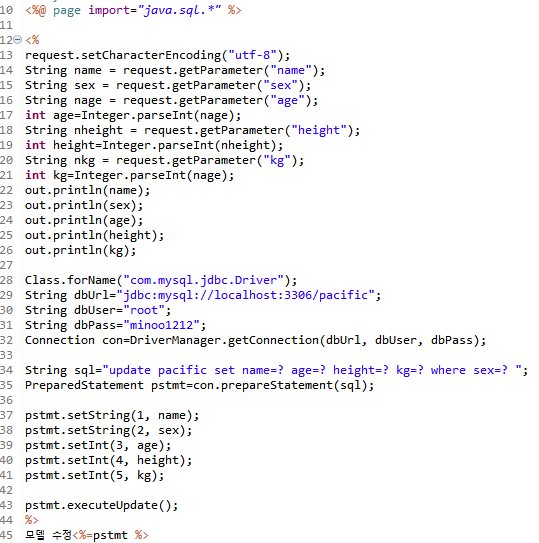 10 <%@ page import="java.sql.*" %>
11
12 <%
13 request.setCharacterEncoding("utf-8");
14 String name = request.getParameter("name");
15 String sex = request.getParameter("sex");
16 String nage = request.getParameter("age");
17 int age=Integer.parseInt(nage);
18 String nheight = request.getParameter("height");
19 int height=Integer.parseInt(nheight);
20 String nkg = request.getParameter("kg");
21 int kg=Integer.parseInt(nage);
22 out.println(name);
23 out.println(sex);
24 out.println(age);
25 out.println(height);
26 out.println(kg);
27
28 Class.forName("com.mysql.jdbc.Driver");
29 String dbUrl="jdbc:mysql://localhost:3306/pacific";
30 String dbUser="root";
31 String dbPass="minoo1212";
32 Connection con=DriverManager.getConnection(dbUrl, dbUser, dbPass);
33
34 String sql="update pacific set name=? age=? height=? kg=? where sex=? ";
35 PreparedStatement pstmt=con.prepareStatement(sql);
36
37 pstmt.setString(1, name);
38 pstmt.setString(2, sex);
39 pstmt.setInt(3, age);
40 pstmt.setInt(4, height);
41 pstmt.setInt(5, kg);
42
43 pstmt.executeUpdate();
44 %>
45 모델 수정<%=pstmt %>